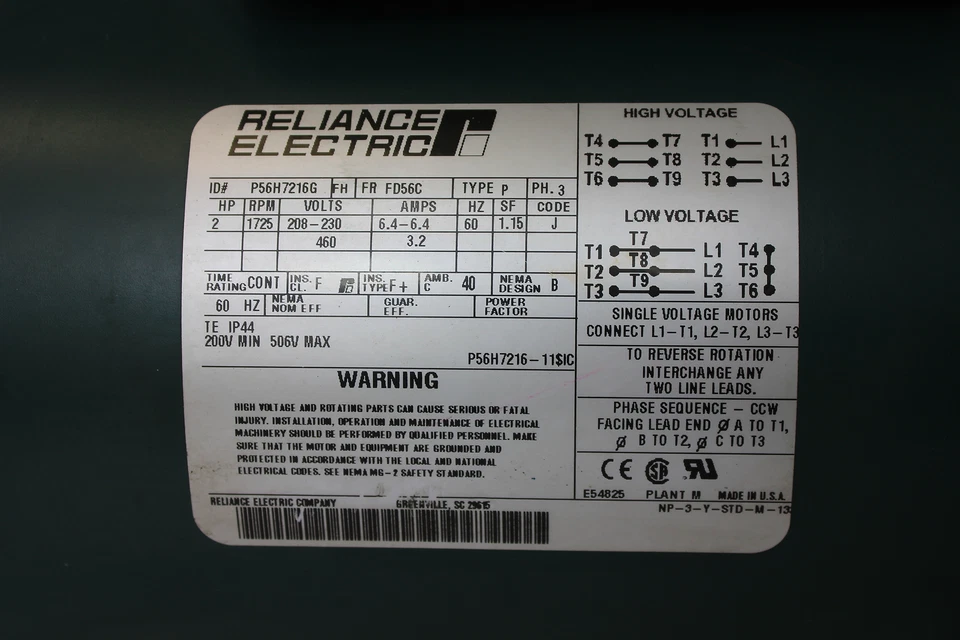 RELIANCE
ELECTRIC
ID# P56H7216G FH FR FD56C TYPE P PH. 3
HP RPM VOLTS AMPS HZ SF CODE
2 1725 208-230 6.4-6.4 60 1.15 J
460 3.2
TIME RATING CONT INS. CL. F INS. TYPE F+ AMB. C 40 NEMA DESIGN B
60 HZ NEMA NOM EFF GUAR. EFF. POWER FACTOR
TE IP44
200V MIN 506V MAX
P56H7216-11$IC
WARNING
HIGH VOLTAGE AND ROTATING PARTS CAN CAUSE SERIOUS OR FATAL
INJURY. INSTALLATION, OPERATION AND MAINTENANCE OF ELECTRICAL
MACHINERY SHOULD BE PERFORMED BY QUALIFIED PERSONNEL. MAKE
SURE THAT THE MOTOR AND EQUIPMENT ARE GROUNDED AND
PROTECTED IN ACCORDANCE WITH THE LOCAL AND NATIONAL
ELECTRICAL CODES. SEE NEMA MG-2 SAFETY STANDARD.
RELIANCE ELECTRIC COMPANY GREENVILLE, SC 29615
HIGH VOLTAGE
T4 T7 T1 L1
T5 T8 T2 L2
T6 T9 T3 L3
LOW VOLTAGE
T1 T7 L1 T4
T2 T8 L2 T5
T3 T9 L3 T6
SINGLE VOLTAGE MOTORS
CONNECT L1-T1, L2-T2, L3-T3
TO REVERSE ROTATION
INTERCHANGE ANY
TWO LINE LEADS.
PHASE SEQUENCE - CCW
FACING LEAD END Ø A TO T1,
Ø B TO T2, Ø C TO T3
CE SA UR
E54825 PLANT M MADE IN U.S.A.
NP-3-Y-STD-M-13